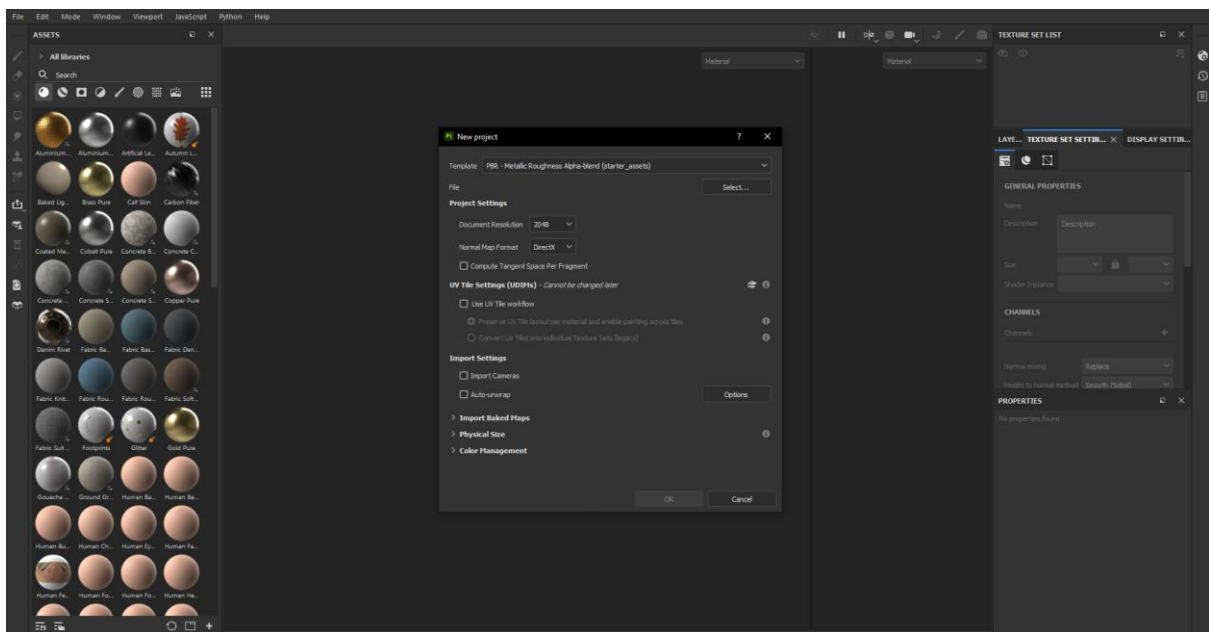 File Edit Mode Window Viewport JavaScript Python Help
ASSETS
All libraries
Search
Aluminium... Aluminium... Artificial Le... Autumn L...
Baked Lig... Brass Pure Calf Skin Carbon Fiber
Coated Me... Cobalt Pure Concrete B... Concrete C...
Concrete ... Concrete S... Concrete S... Copper Pure
Denim Rivet Fabric Ba... Fabric Bas... Fabric Den...
Fabric Knit... Fabric Rou... Fabric Rou... Fabric Soft...
Fabric Suit ... Footprints Glitter Gold Pure
Gouache ... Ground Gr... Human Ba... Human Be...
Human Bu... Human Ch... Human Ey... Human Fa...
Human Fe... Human Fo... Human Fo... Human He...
Material
Material
Pt New project ? X
Template PBR - Metallic Roughness Alpha-blend (starter_assets)
File Select...
Project Settings
Document Resolution 2048
Normal Map Format DirectX
Compute Tangent Space Per Fragment
UV Tile Settings (UDIMs) - Cannot be changed later
Use UV Tile workflow
Preserve UV Tile layout per material and enable painting across tiles
Convert UV Tiles into individual Texture Sets (legacy)
Import Settings
Import Cameras
Auto-unwrap Options
Import Baked Maps
Physical Size
Color Management
OK Cancel
TEXTURE SET LIST
LAYE... TEXTURE SET SETTIN... DISPLAY SETTIN...
GENERAL PROPERTIES
Name
Description Description
Size
Shader Instance
CHANNELS
Channels
Normal mixing Replace
Height to normal method Smooth (Sobel)
PROPERTIES
No properties found